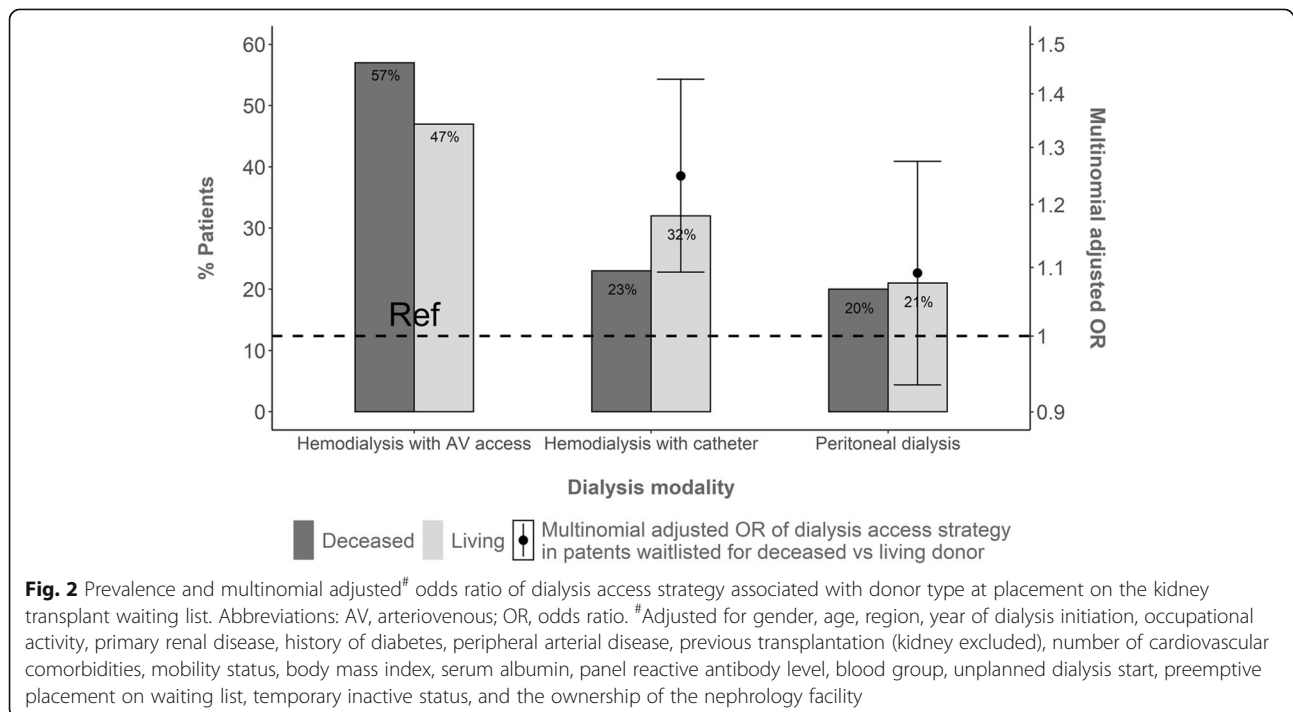 60
50
40
30
20
10
0
% Patients
57%
47%
23%
32%
20%
21%
Ref
1.5
1.4
1.3
1.2
1.1
1
0.9
Multinomial adjusted OR
Hemodialysis with AV access
Hemodialysis with catheter
Peritoneal dialysis
Dialysis modality
Deceased
Living
Multinomial adjusted OR of dialysis access strategy
in patents waitlisted for deceased vs living donor
Fig. 2 Prevalence and multinomial adjusted# odds ratio of dialysis access strategy associated with donor type at placement on the kidney
transplant waiting list. Abbreviations: AV, arteriovenous; OR, odds ratio. #Adjusted for gender, age, region, year of dialysis initiation, occupational
activity, primary renal disease, history of diabetes, peripheral arterial disease, previous transplantation (kidney excluded), number of cardiovascular
comorbidities, mobility status, body mass index, serum albumin, panel reactive antibody level, blood group, unplanned dialysis start, preemptive
placement on waiting list, temporary inactive status, and the ownership of the nephrology facility